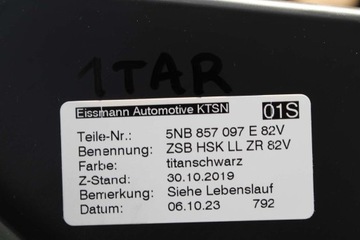 1TAR
Eissmann Automotive KTSN 01S
Teile-Nr.: 5NB 857 097 E 82V
Benennung: ZSB HSK LL ZR 82V
Farbe: titanschwarz
Z-Stand: 30.10.2019
Bemerkung: Siehe Lebenslauf
Datum: 06.10.23 792